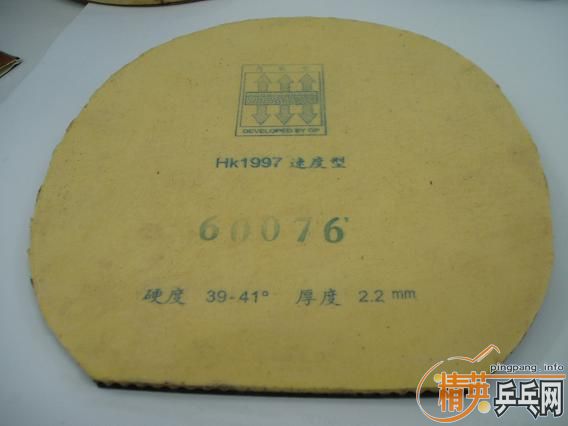 DEVELOPED BY GP
Hk1997 速度型
60076
硬度 39-41° 厚度 2.2 mm
pingpang.info
精英乒乓网